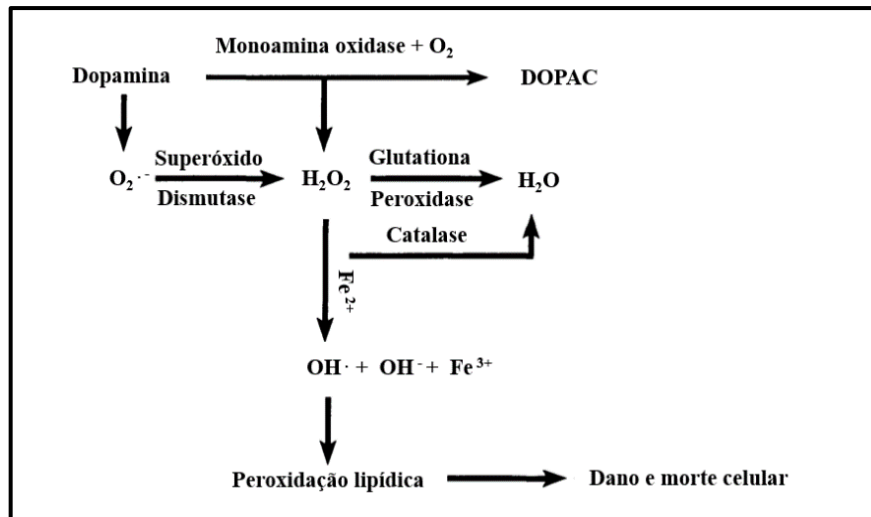 Monoamina oxidase + O₂
Dopamina
DOPAC
O₂·⁻
Superóxido
Dismutase
H₂O₂
Glutationa
Peroxidase
H₂O
Catalase
Fe²⁺
OH· + OH⁻ + Fe³⁺
Peroxidação lipídica
Dano e morte celular